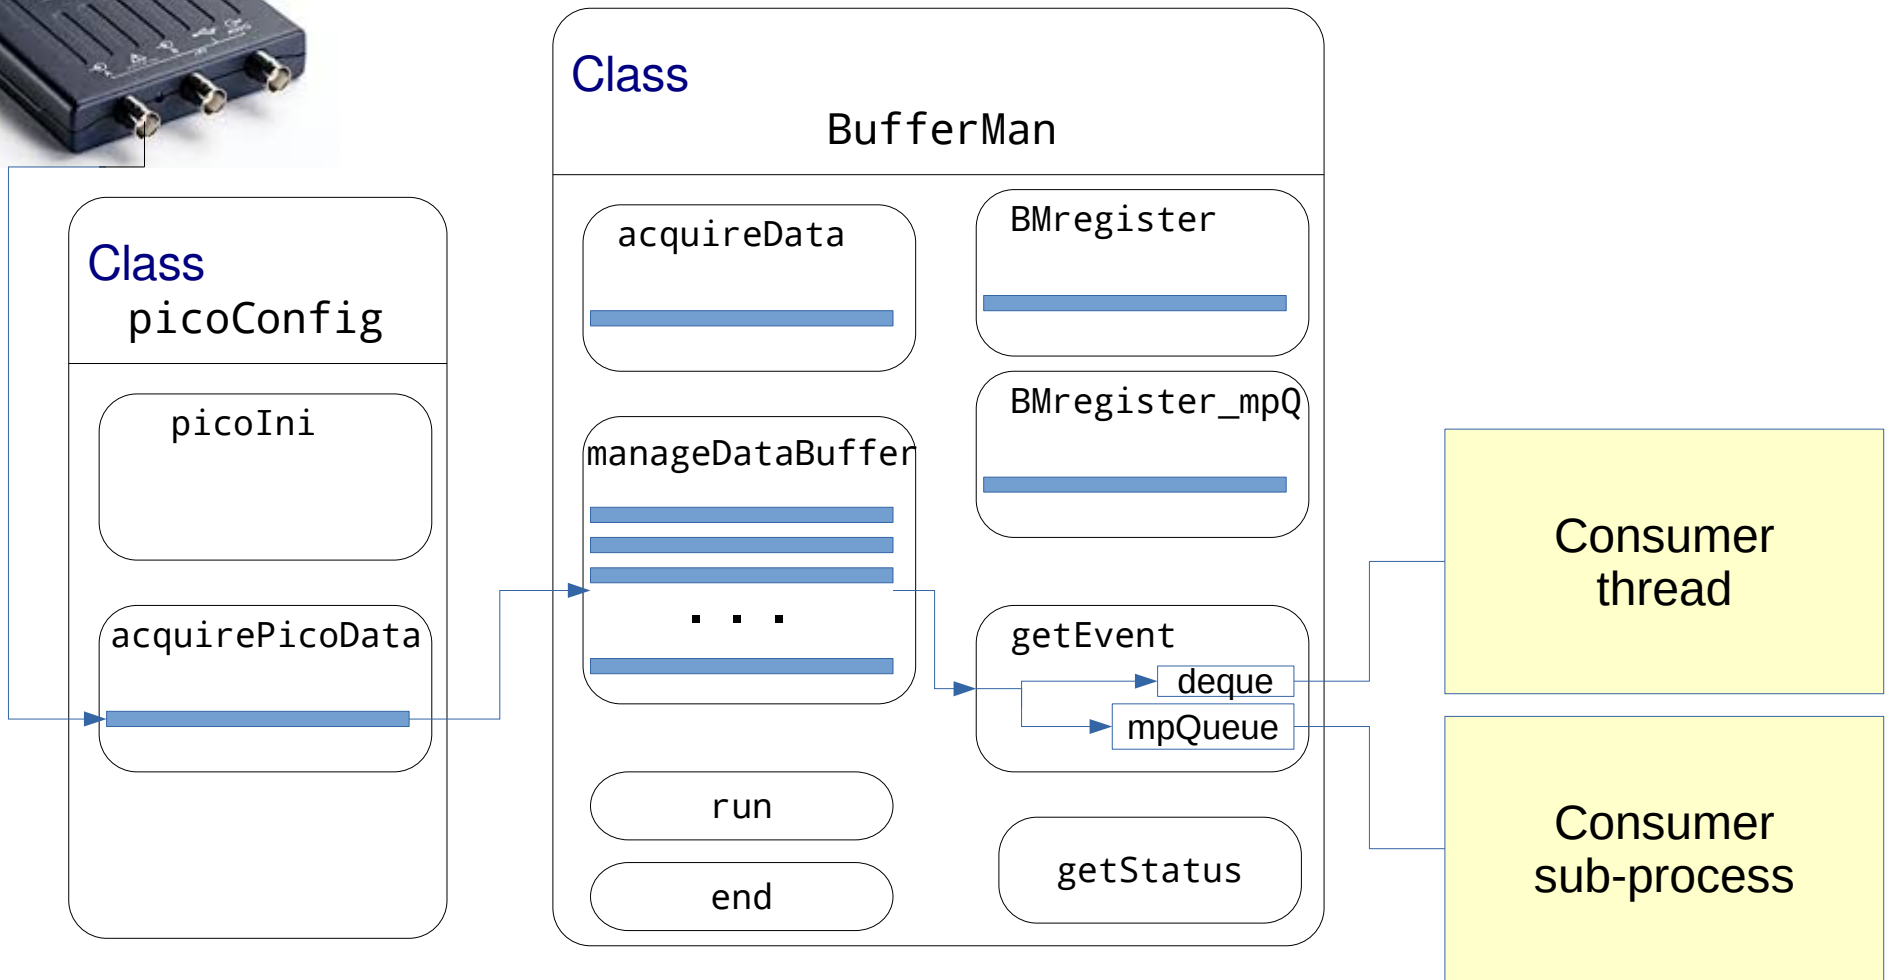 Class
picoConfig
picoIni
acquirePicoData
Class
BufferMan
acquireData
manageDataBuffer
. . .
run
end
BMregister
BMregister_mpQ
getEvent
deque
mpQueue
getStatus
Consumer
thread
Consumer
sub-process